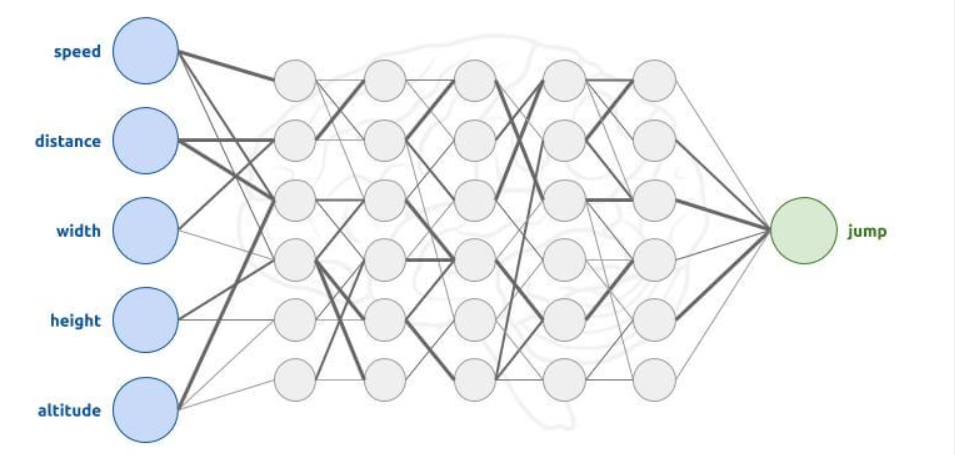 speed
distance
width
height
altitude
jump